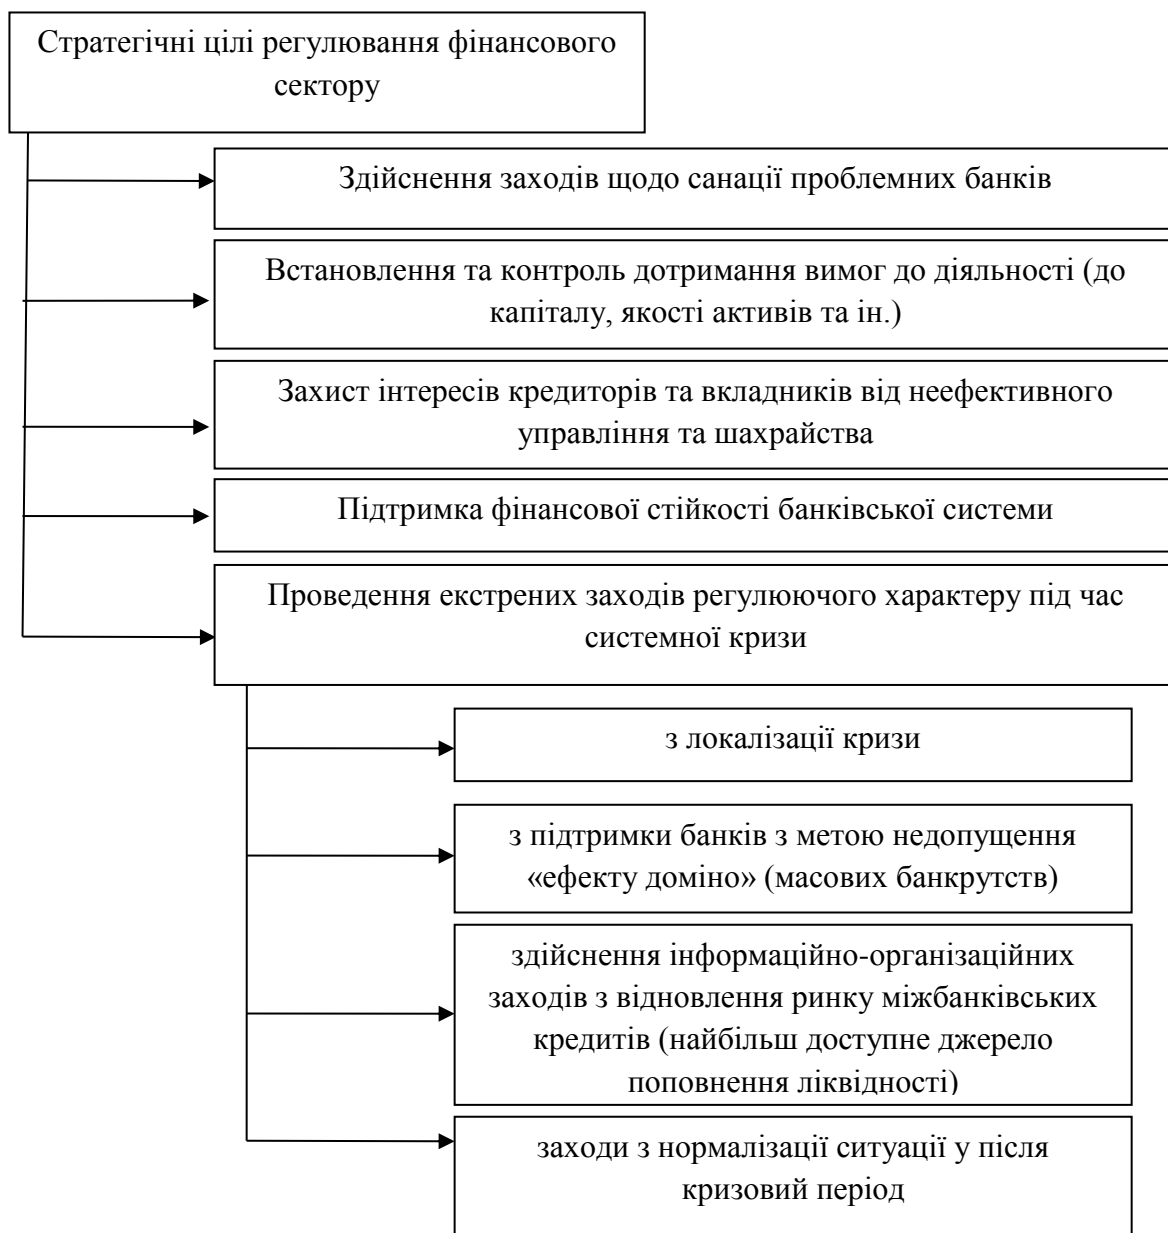 Стратегічні цілі регулювання фінансового
сектору
Здійснення заходів щодо санації проблемних банків
Встановлення та контроль дотримання вимог до діяльності (до
капіталу, якості активів та ін.)
Захист інтересів кредиторів та вкладників від неефективного
управління та шахрайства
Підтримка фінансової стійкості банківської системи
Проведення екстрених заходів регулюючого характеру під час
системної кризи
з локалізації кризи
з підтримки банків з метою недопущення
«ефекту доміно» (масових банкрутств)
здійснення інформаційно-організаційних
заходів з відновлення ринку міжбанківських
кредитів (найбільш доступне джерело
поповнення ліквідності)
заходи з нормалізації ситуації у після
кризовий період